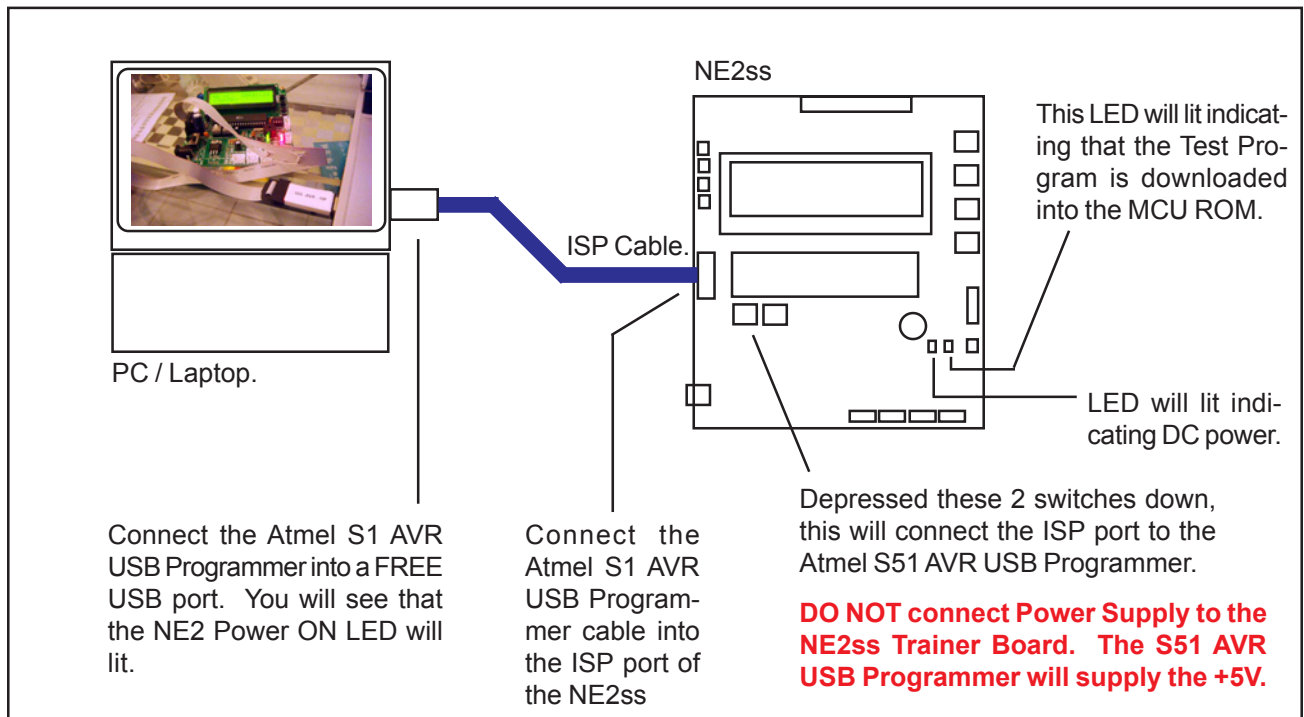 NE2ss
This LED will lit indicat-
ing that the Test Pro-
gram is downloaded
into the MCU ROM.
ISP Cable.
PC / Laptop.
LED will lit indi-
cating DC power.
Connect the Atmel S1 AVR
USB Programmer into a FREE
USB port. You will see that
the NE2 Power ON LED will
lit.
Connect the
Atmel S1 AVR
USB Program-
mer cable into
the ISP port of
the NE2ss
Depressed these 2 switches down,
this will connect the ISP port to the
Atmel S51 AVR USB Programmer.
DO NOT connect Power Supply to the
NE2ss Trainer Board. The S51 AVR
USB Programmer will supply the +5V.